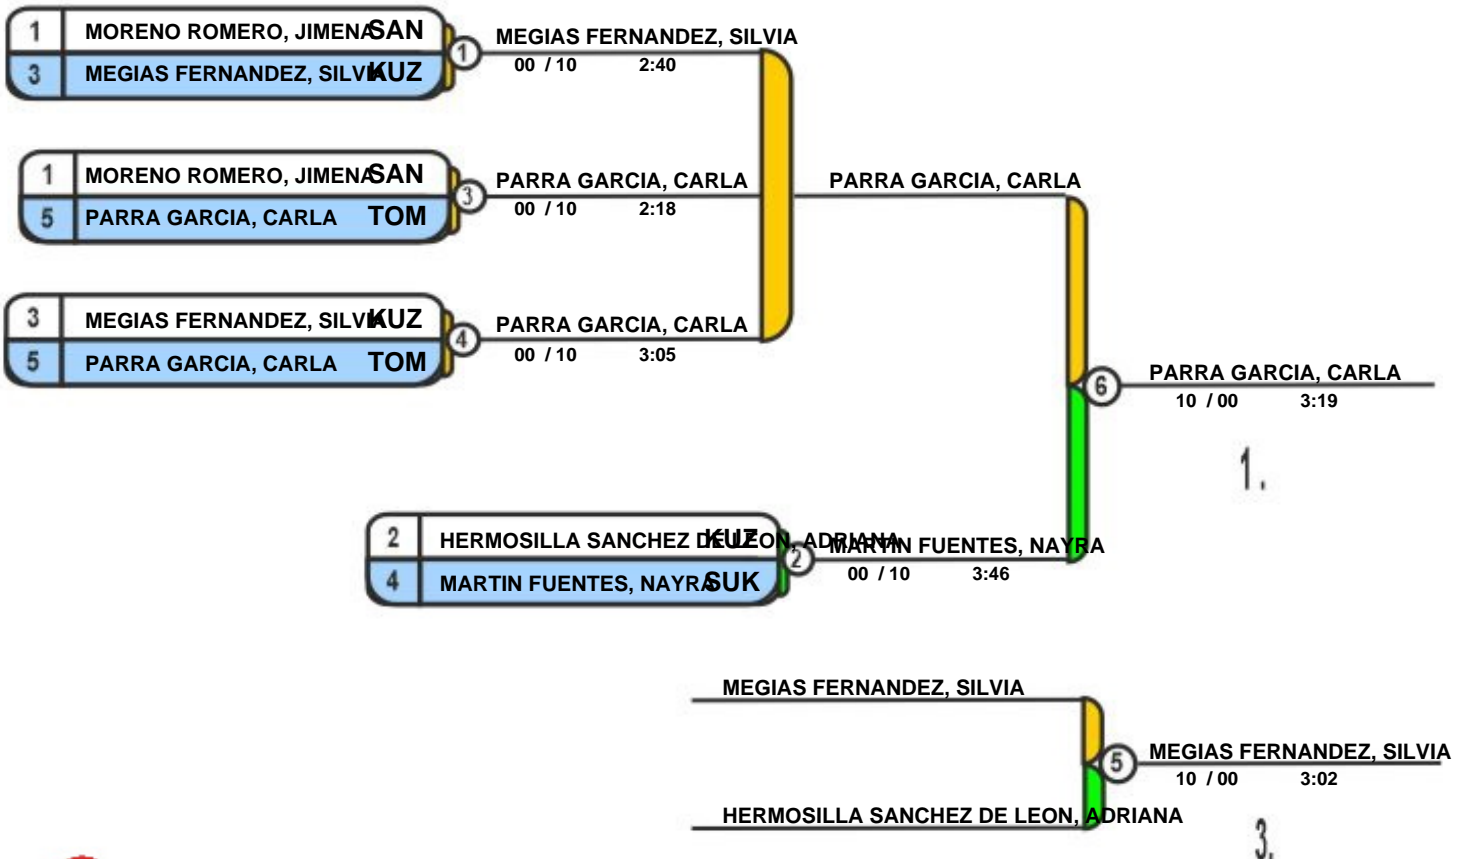 1 MORENO ROMERO, JIMENA SAN
3 MEGIAS FERNANDEZ, SILVIA KUZ
1 MEGIAS FERNANDEZ, SILVIA
00 / 10 2:40
1 MORENO ROMERO, JIMENA SAN
5 PARRA GARCIA, CARLA TOM
3 PARRA GARCIA, CARLA
00 / 10 2:18
PARRA GARCIA, CARLA
3 MEGIAS FERNANDEZ, SILVIA KUZ
5 PARRA GARCIA, CARLA TOM
4 PARRA GARCIA, CARLA
00 / 10 3:05
6 PARRA GARCIA, CARLA
10 / 00 3:19
1.
2 HERMOSILLA SANCHEZ DE LEON, ADRIANA KUZ
4 MARTIN FUENTES, NAYRA SUK
2 MARTIN FUENTES, NAYRA
00 / 10 3:46
MEGIAS FERNANDEZ, SILVIA
5 MEGIAS FERNANDEZ, SILVIA
10 / 00 3:02
HERMOSILLA SANCHEZ DE LEON, ADRIANA
3.